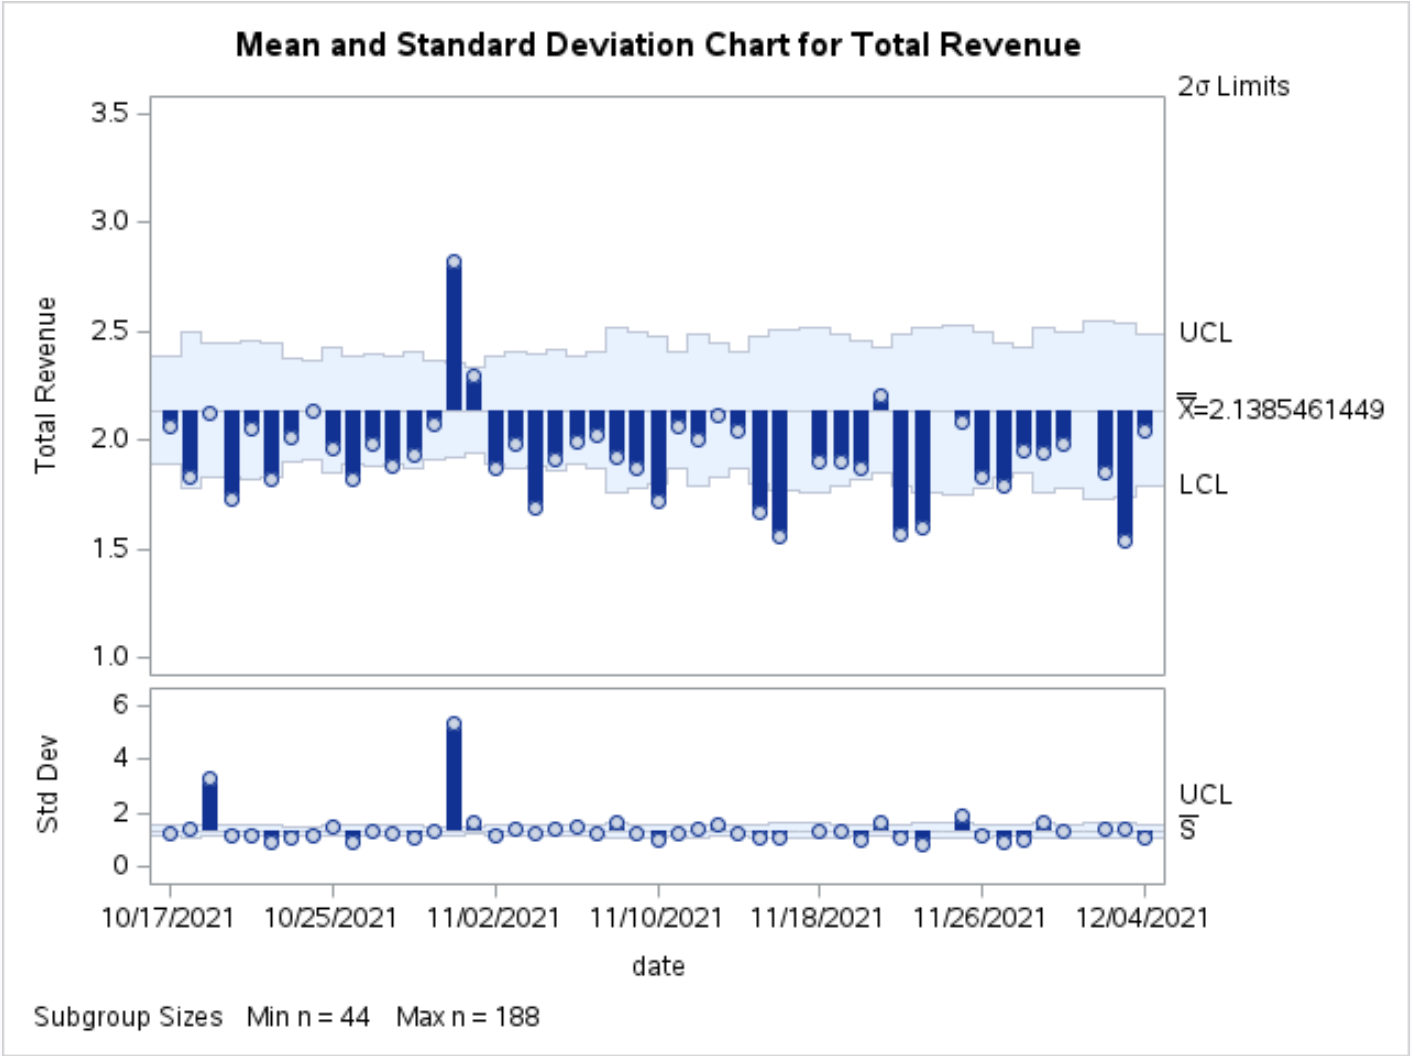 Mean and Standard Deviation Chart for Total Revenue
2σ Limits
3.5
3.0
2.5
2.0
1.5
1.0
Total Revenue
UCL
X̿=2.1385461449
LCL
6
4
2
0
Std Dev
UCL
S̅
10/17/2021 10/25/2021 11/02/2021 11/10/2021 11/18/2021 11/26/2021 12/04/2021
date
Subgroup Sizes Min n = 44 Max n = 188